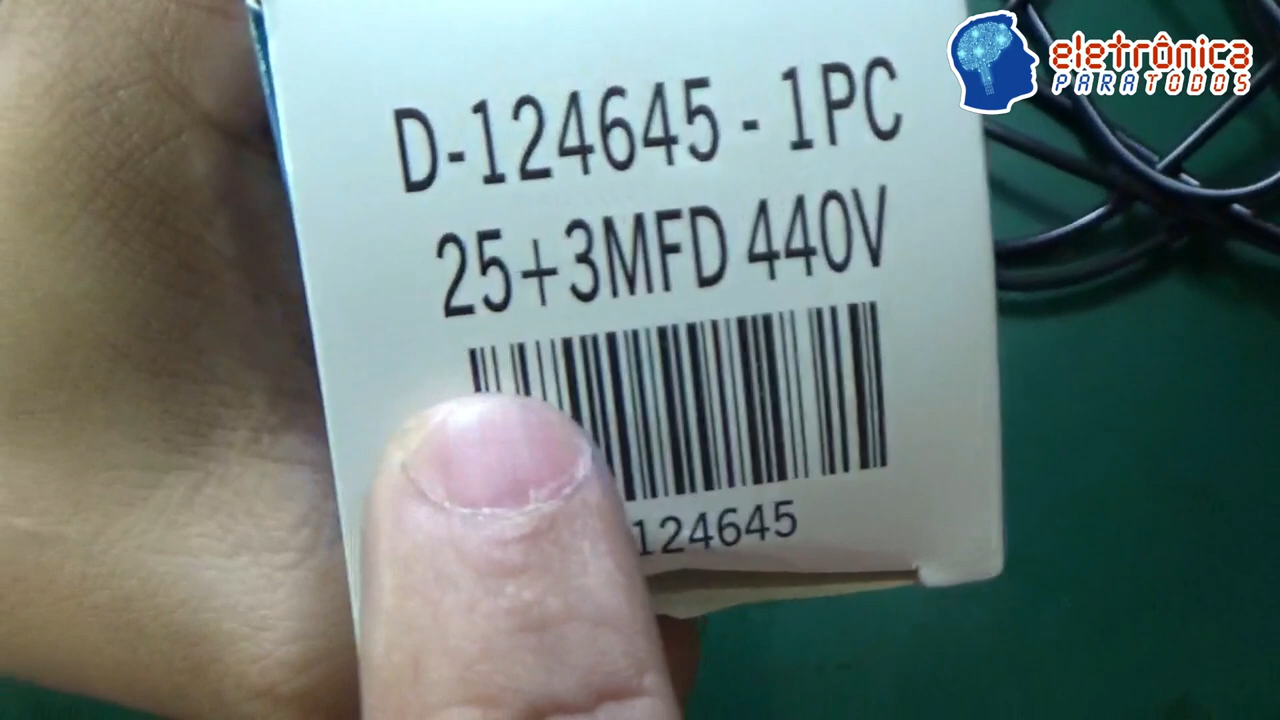 eletrônica
PARATODOS
D-124645 - 1PC
25+3MFD 440V
124645